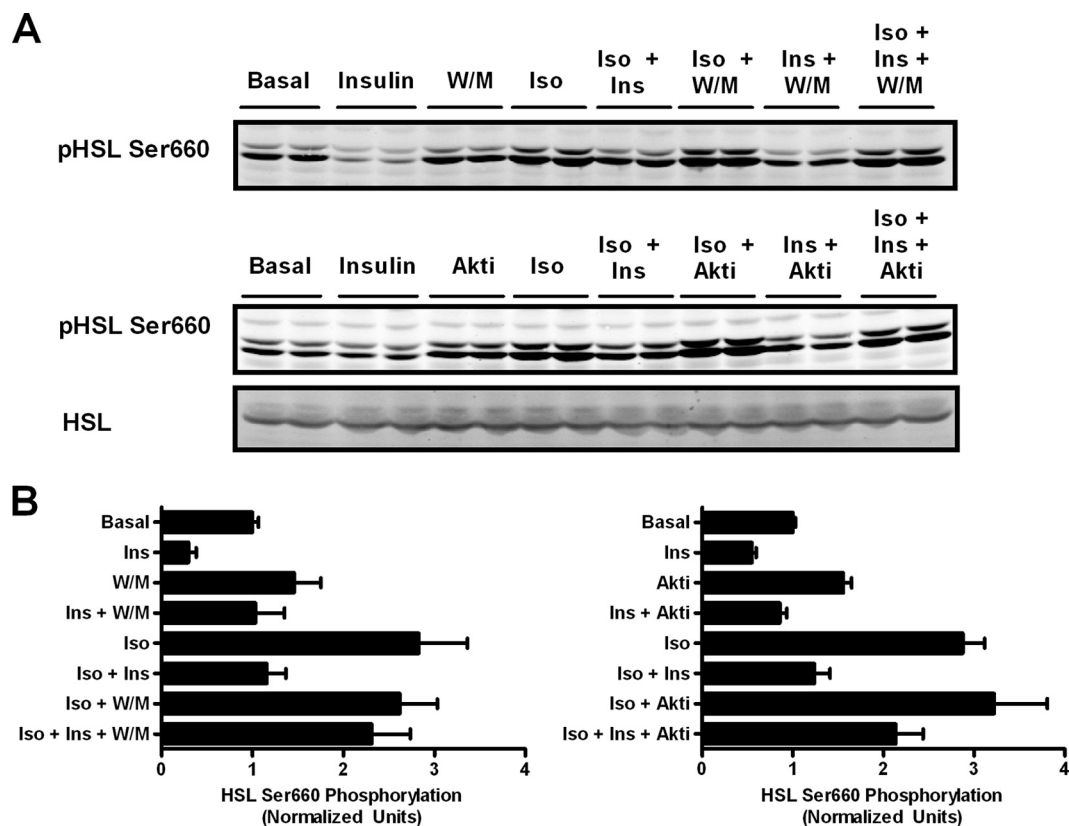 A
Basal Insulin W/M Iso Iso + Ins Iso + W/M Ins + W/M Iso + Ins + W/M
pHSL Ser660
Basal Insulin Akti Iso Iso + Ins Iso + Akti Ins + Akti Iso + Ins + Akti
pHSL Ser660
HSL
B
Basal
Ins
W/M
Ins + W/M
Iso
Iso + Ins
Iso + W/M
Iso + Ins + W/M
0 1 2 3 4
HSL Ser660 Phosphorylation
(Normalized Units)
Basal
Ins
Akti
Ins + Akti
Iso
Iso + Ins
Iso + Akti
Iso + Ins + Akti
0 1 2 3 4
HSL Ser660 Phosphorylation
(Normalized Units)